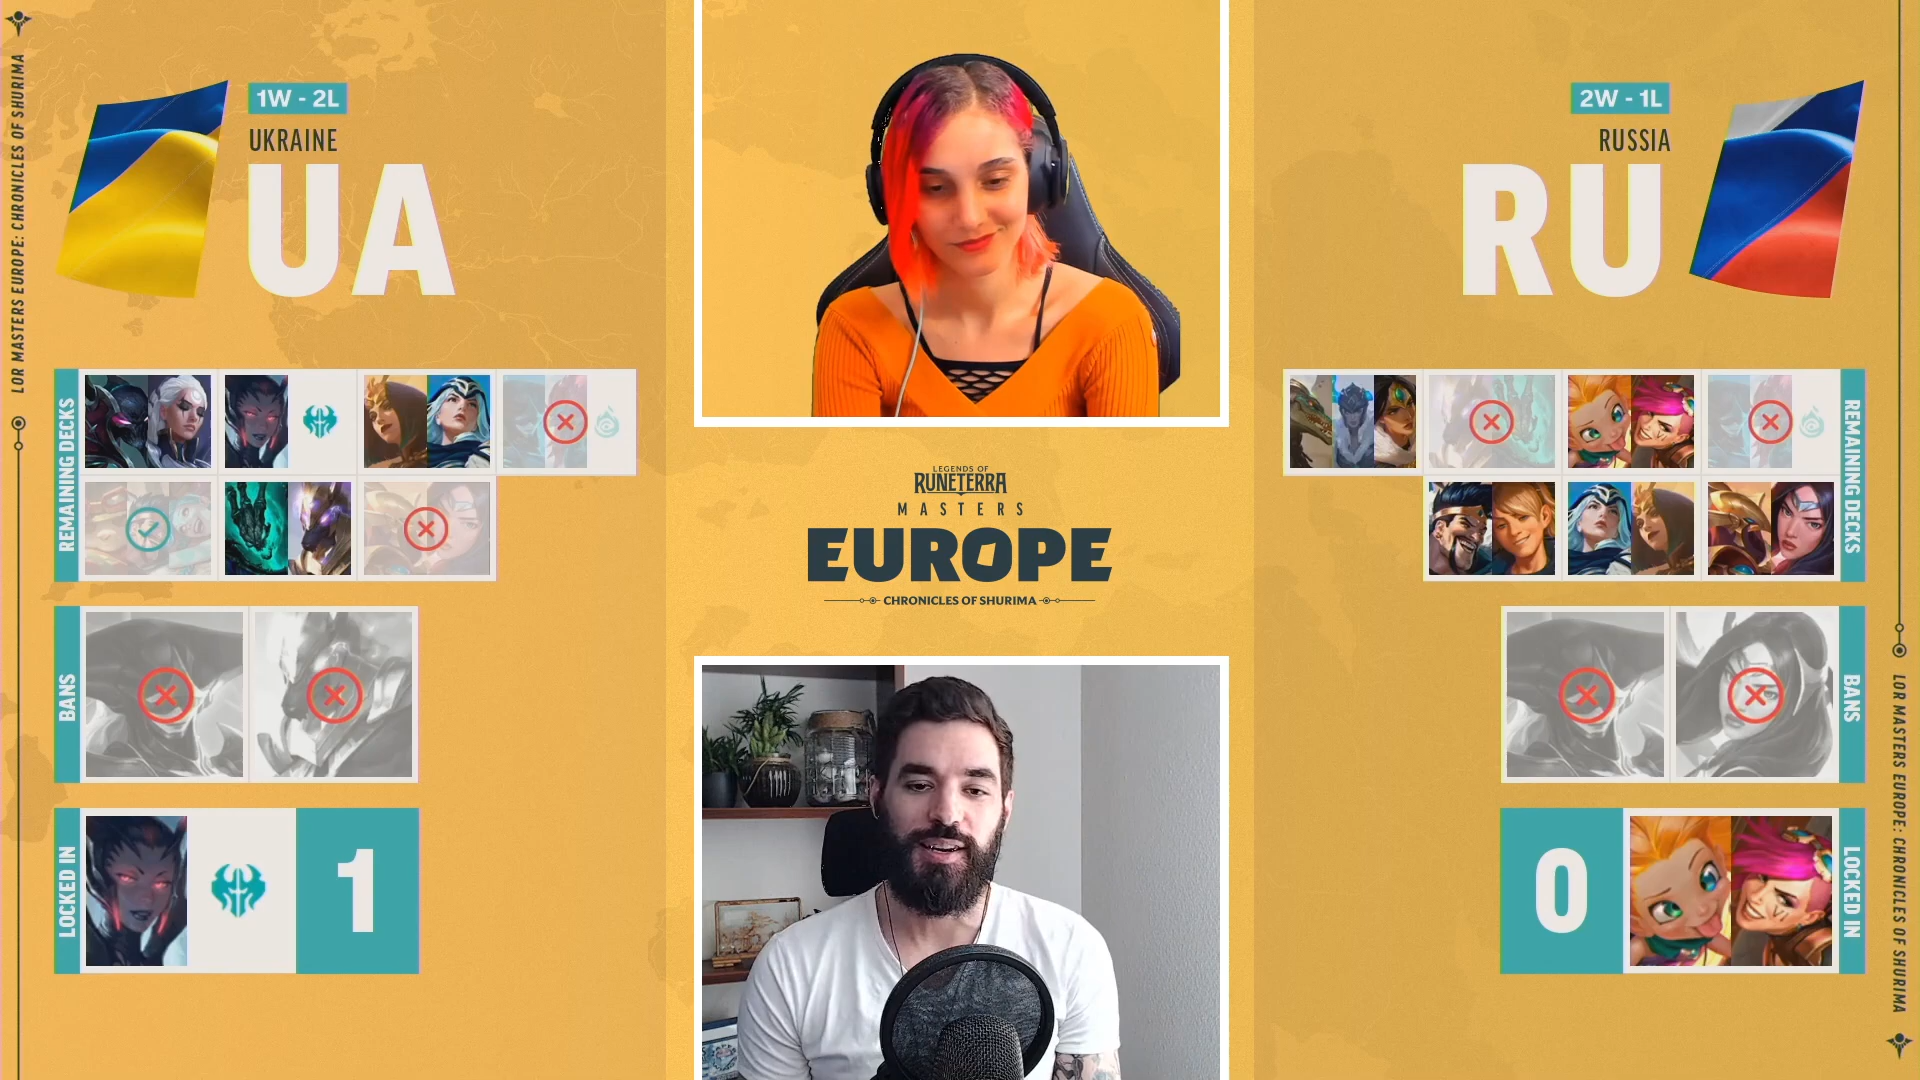 LOR MASTERS EUROPE: CHRONICLES OF SHURIMA
1W - 2L
UKRAINE
UA
REMAINING DECKS
BANS
LOCKED IN
1
LEGENDS OF
RUNETERRA
MASTERS
EUROPE
CHRONICLES OF SHURIMA
2W - 1L
RUSSIA
RU
REMAINING DECKS
BANS
0
LOCKED IN
LOR MASTERS EUROPE: CHRONICLES OF SHURIMA